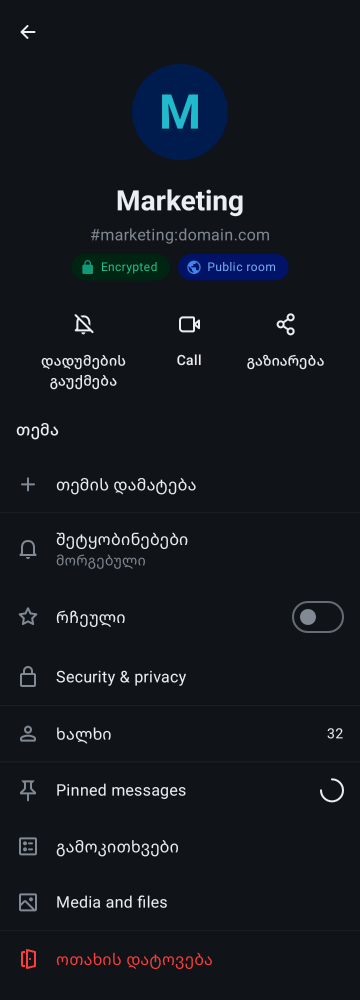 M
Marketing
#marketing:domain.com
Encrypted
Public room
დადუმების
გაუქმება
Call
გაზიარება
თემა
თემის დამატება
შეტყობინებები
მორგებული
რჩეული
Security & privacy
ხალხი
32
Pinned messages
გამოკითხვები
Media and files
ოთახის დატოვება